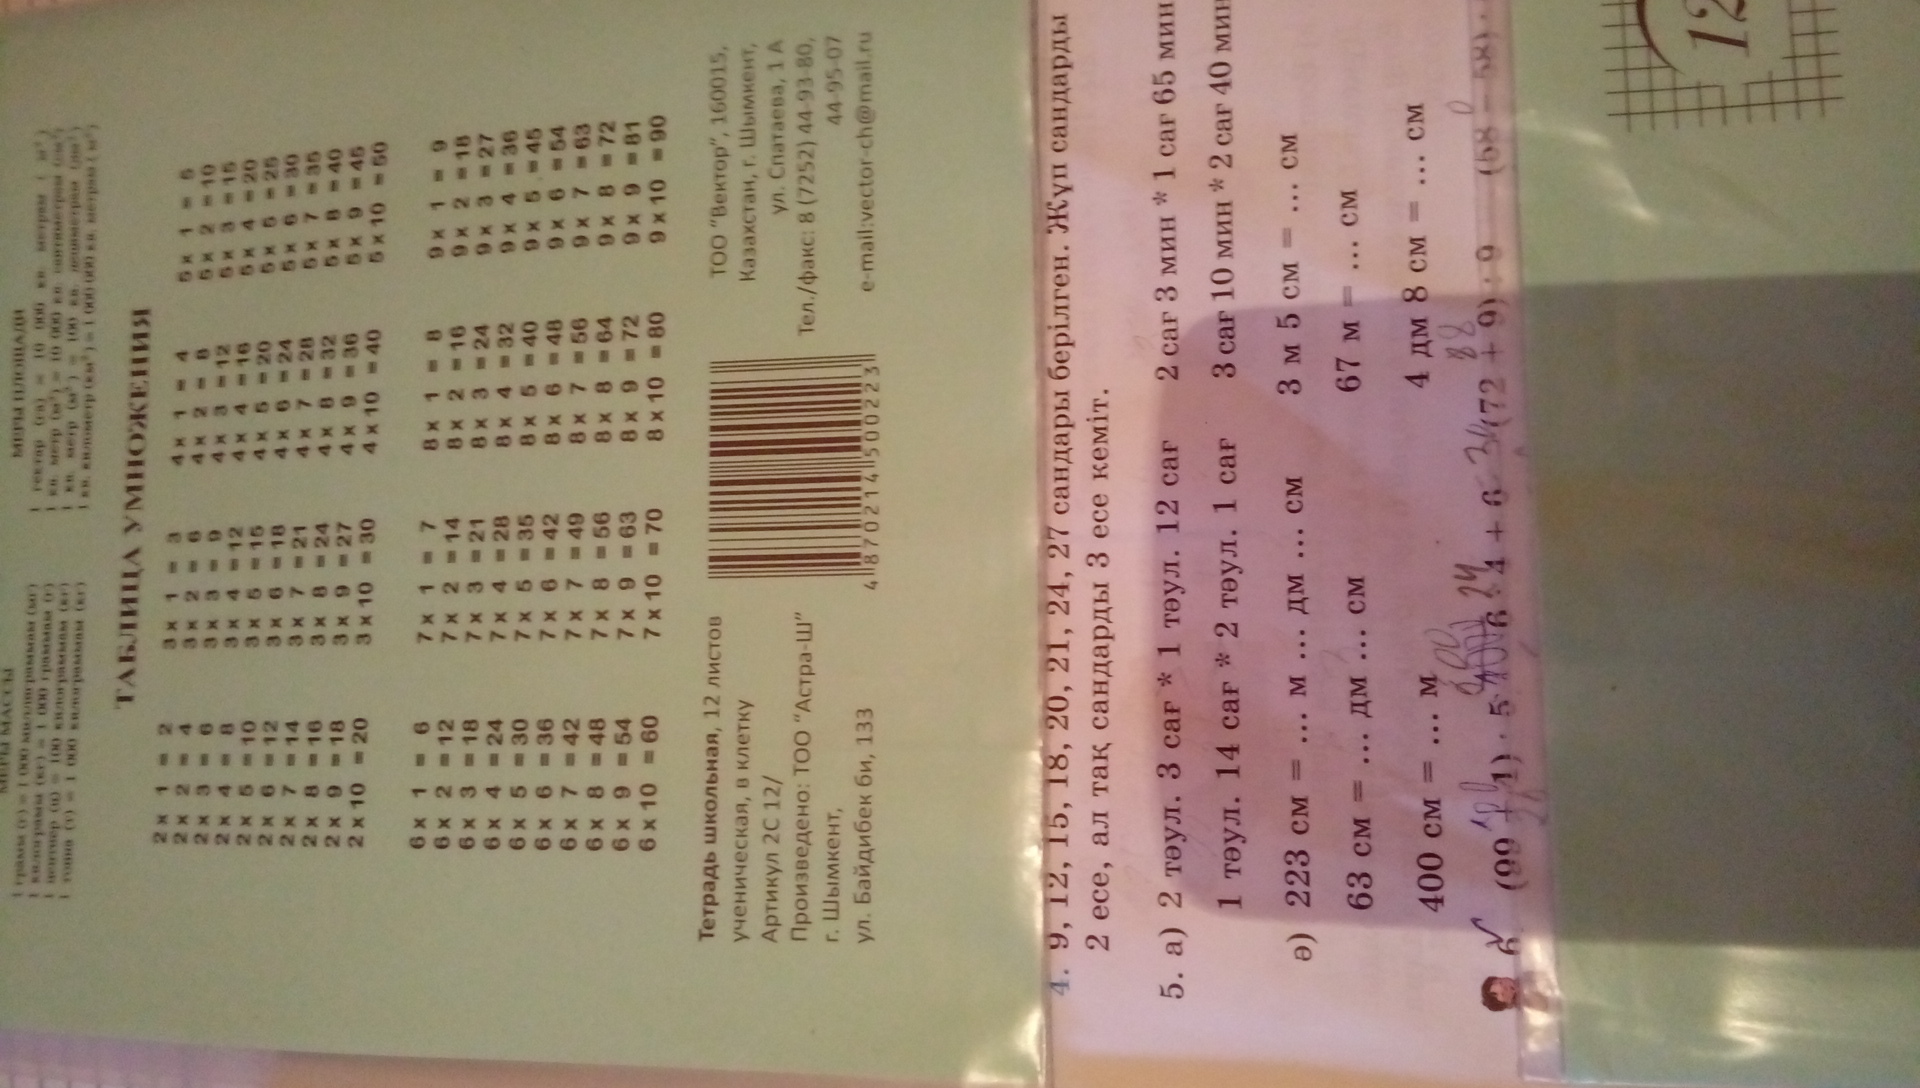 МЕРЫ МАССЫ
МЕРЫ ПЛОЩАДИ
ТАБЛИЦА УМНОЖЕНИЯ
2 x 1 = 2
2 x 2 = 4
2 x 3 = 6
2 x 4 = 8
2 x 5 = 10
2 x 6 = 12
2 x 7 = 14
2 x 8 = 16
2 x 9 = 18
2 x 10 = 20
3 x 1 = 3
3 x 2 = 6
3 x 3 = 9
3 x 4 = 12
3 x 5 = 15
3 x 6 = 18
3 x 7 = 21
3 x 8 = 24
3 x 9 = 27
3 x 10 = 30
4 x 1 = 4
4 x 2 = 8
4 x 3 = 12
4 x 4 = 16
4 x 5 = 20
4 x 6 = 24
4 x 7 = 28
4 x 8 = 32
4 x 9 = 36
4 x 10 = 40
5 x 1 = 5
5 x 2 = 10
5 x 3 = 15
5 x 4 = 20
5 x 5 = 25
5 x 6 = 30
5 x 7 = 35
5 x 8 = 40
5 x 9 = 45
5 x 10 = 50
6 x 1 = 6
6 x 2 = 12
6 x 3 = 18
6 x 4 = 24
6 x 5 = 30
6 x 6 = 36
6 x 7 = 42
6 x 8 = 48
6 x 9 = 54
6 x 10 = 60
7 x 1 = 7
7 x 2 = 14
7 x 3 = 21
7 x 4 = 28
7 x 5 = 35
7 x 6 = 42
7 x 7 = 49
7 x 8 = 56
7 x 9 = 63
7 x 10 = 70
8 x 1 = 8
8 x 2 = 16
8 x 3 = 24
8 x 4 = 32
8 x 5 = 40
8 x 6 = 48
8 x 7 = 56
8 x 8 = 64
8 x 9 = 72
8 x 10 = 80
9 x 1 = 9
9 x 2 = 18
9 x 3 = 27
9 x 4 = 36
9 x 5 = 45
9 x 6 = 54
9 x 7 = 63
9 x 8 = 72
9 x 9 = 81
9 x 10 = 90
Тетрадь школьная, 12 листов
ученическая, в клетку
Артикул 2С 12/
Произведено: ТОО "Астра-Ш"
г. Шымкент,
ул. Байдибек би, 133
4 870214 500223
ТОО "Вектор", 160015,
Казахстан, г. Шымкент,
ул. Спатаева, 1 А
Тел./факс: 8 (7252) 44-93-80,
44-95-07
e-mail:vector-ch@mail.ru
4. 9, 12, 15, 18, 20, 21, 24, 27 сандары берілген. Жұп сандарды
2 есе, ал тақ сандарды 3 есе кеміт.
5. а) 2 тәул. 3 сағ * 1 тәул. 12 сағ 2 сағ 3 мин * 1 сағ 65 мин
1 тәул. 14 сағ * 2 тәул. 1 сағ 3 сағ 10 мин * 2 сағ 40 мин
ә) 223 см = ... м ... дм ... см 3 м 5 см = ... см
63 см = ... дм ... см 67 м = ... см
400 см = ... м 4 дм 8 см = ... см
12